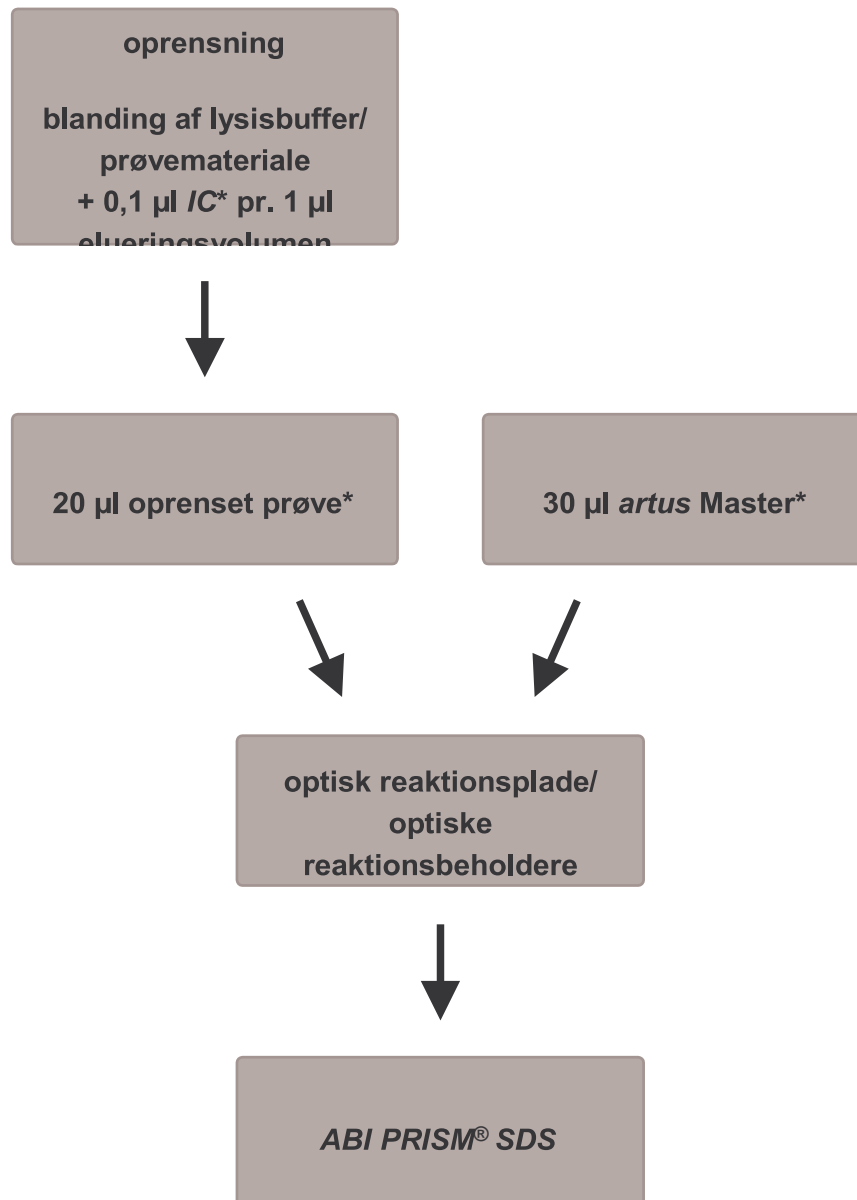 oprensning
blanding af lysisbuffer/
prøvemateriale
+ 0,1 µl IC* pr. 1 µl
elueringsvolumen
20 µl oprenset prøve*
30 µl artus Master*
optisk reaktionsplade/
optiske
reaktionsbeholdere
ABI PRISM® SDS